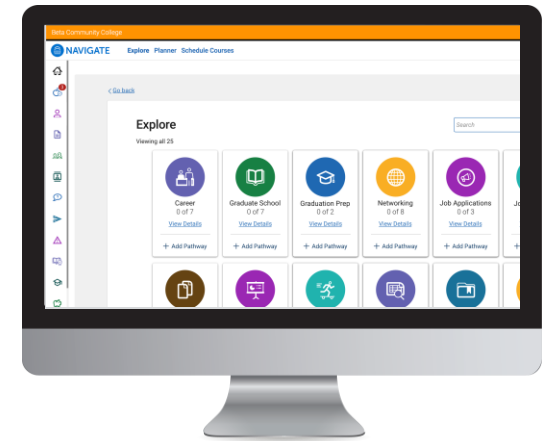 Beta Community College
NAVIGATE Explore Planner Schedule Courses
< Go back
Explore
Search
Viewing all 25
Career Graduate School Graduation Prep Networking Job Applications
0 of 7 0 of 7 0 of 2 0 of 8 0 of 3
View Details View Details View Details View Details View Details
+ Add Pathway + Add Pathway + Add Pathway + Add Pathway + Add Pathway +